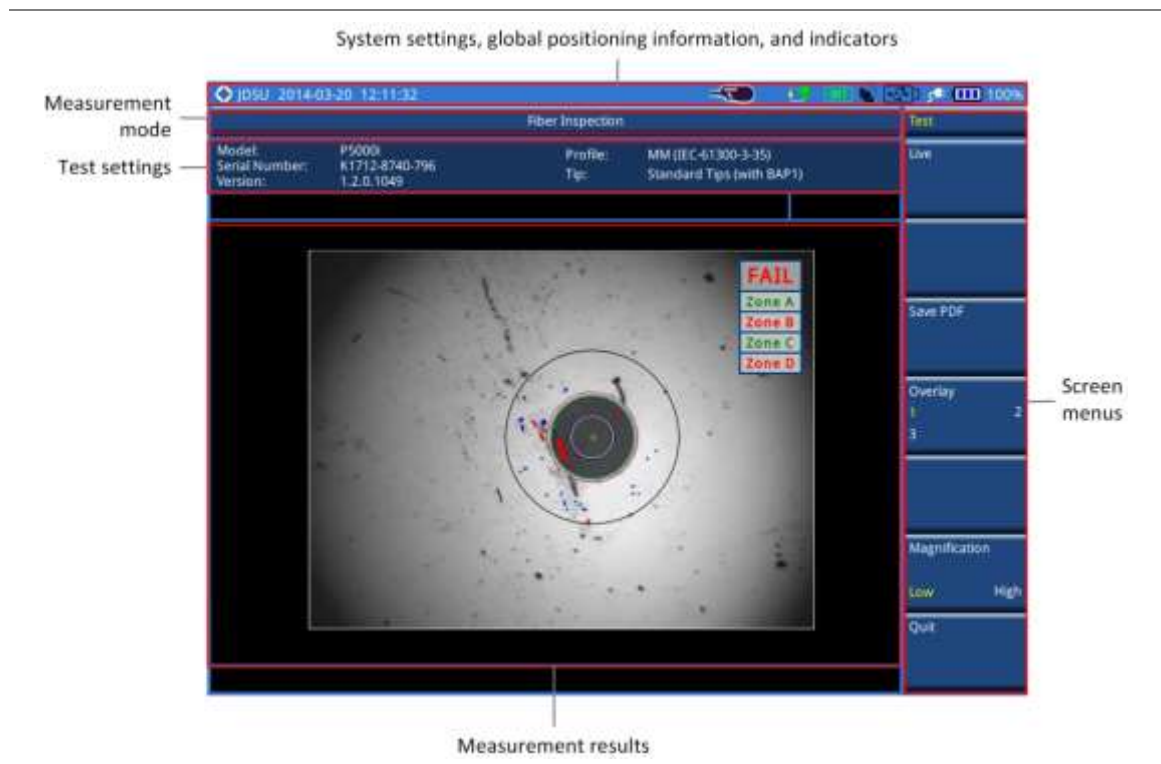 System settings, global positioning information, and indicators
Measurement mode
Test settings
JDSU 2014-03-20 12:11:32
100%
Fiber Inspection
Test
Model: P5000i
Serial Number: K1712-8740-796
Version: 1.2.0.1049
Profile: MM (IEC-61300-3-35)
Tip: Standard Tips (with BAP1)
Live
FAIL
Zone A
Zone B
Zone C
Zone D
Save PDF
Overlay
1 2
3
Screen menus
Magnification
Low High
Quit
Measurement results